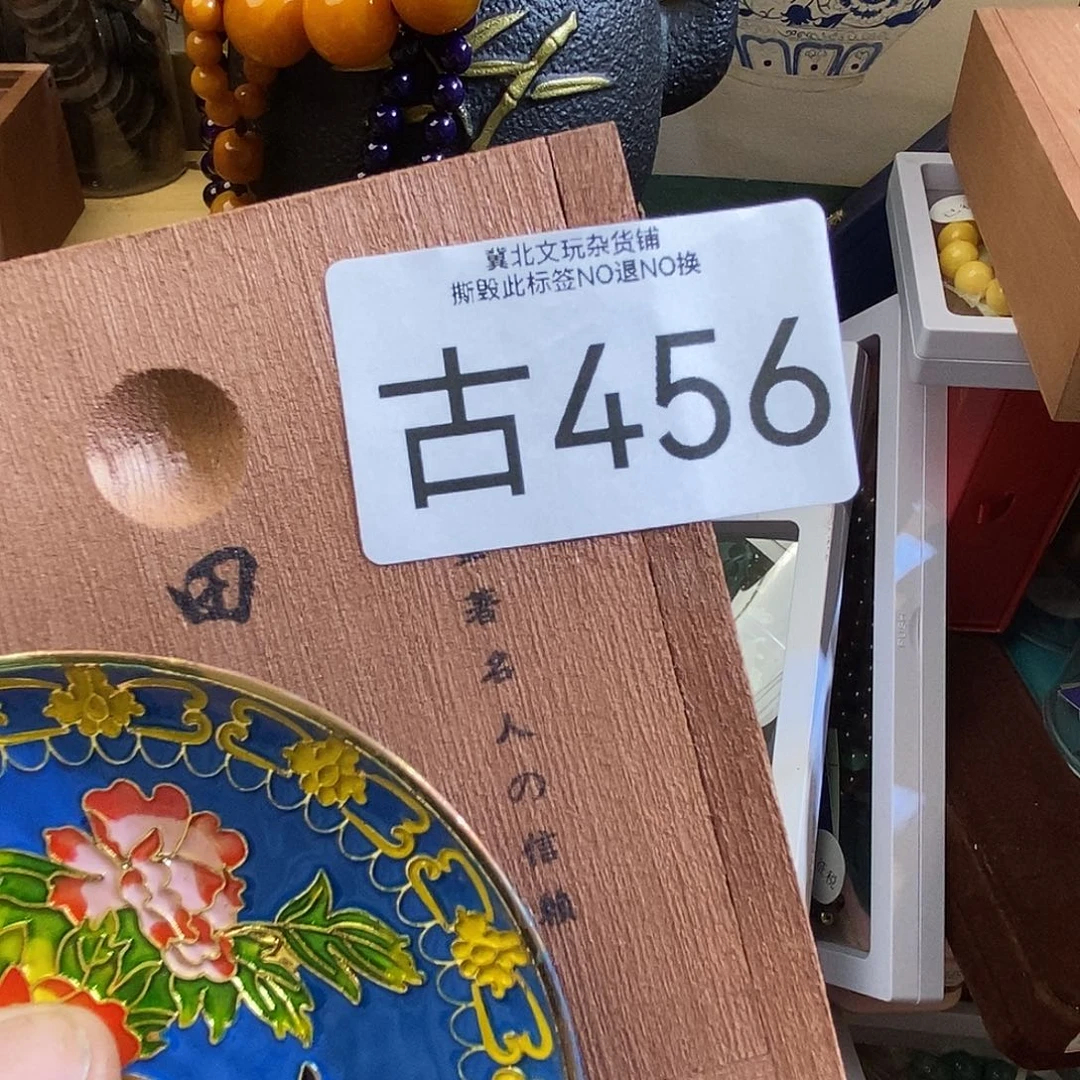 冀北文玩杂货铺
撕毁此标签NO退NO换
古456
田
著名人の信頼